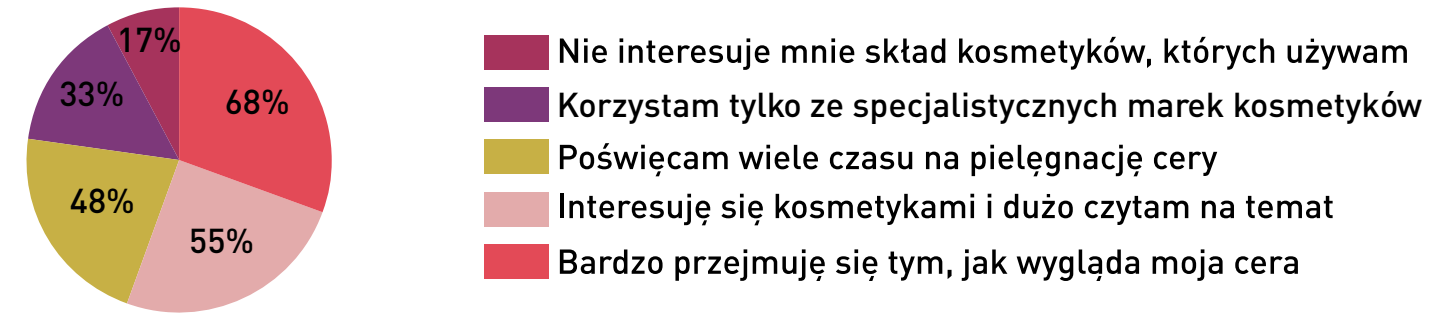 17%
33%
68%
48%
55%
Nie interesuje mnie skład kosmetyków, których używam
Korzystam tylko ze specjalistycznych marek kosmetyków
Poświęcam wiele czasu na pielęgnację cery
Interesuję się kosmetykami i dużo czytam na temat
Bardzo przejmuję się tym, jak wygląda moja cera